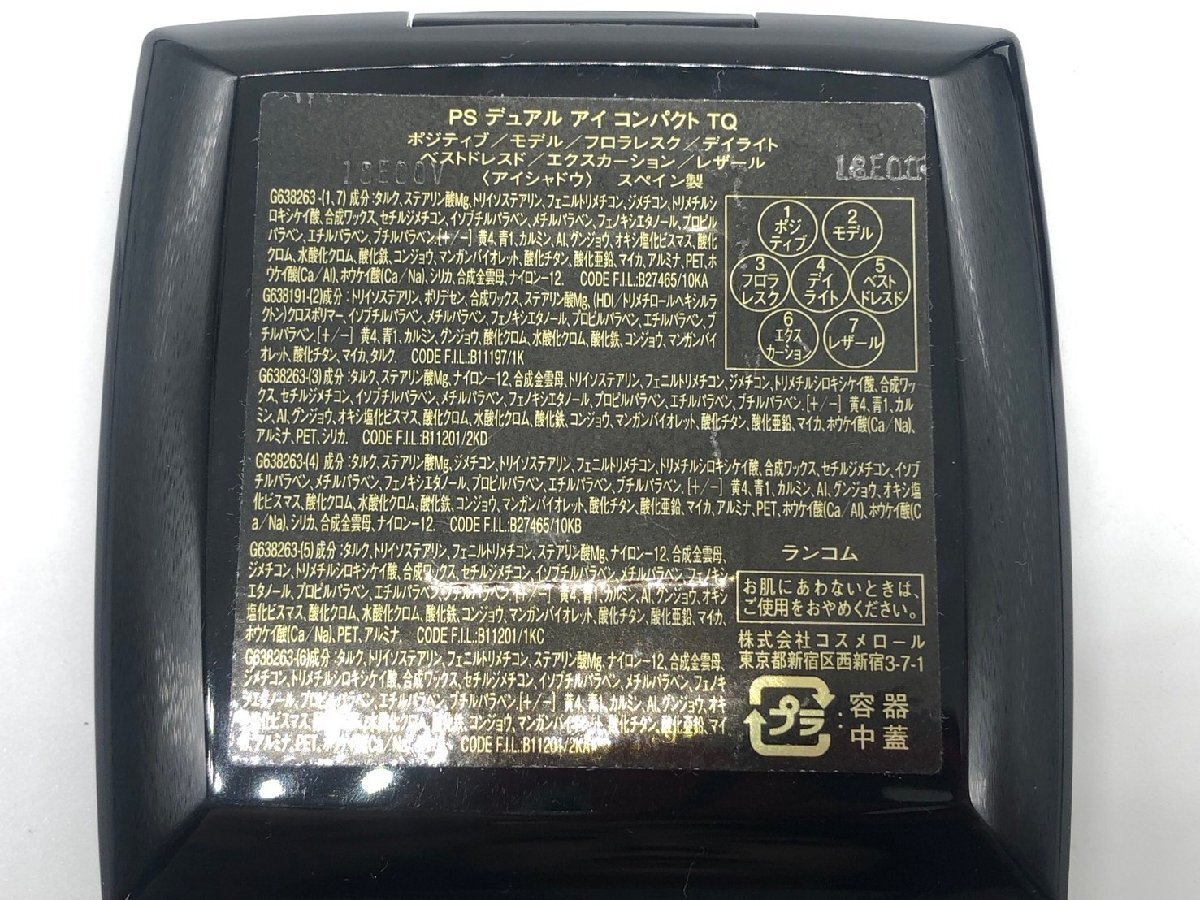 PS デュアル アイ コンパクト TQ
ポジティブ/モデル/フロラレスク/デイライト
ベストドレスド/エクスカーション/レザール
18E00V
18E00
〈アイシャドウ〉 スペイン製
G638263-(1,7)成分:タルク、ステアリン酸Mg、トリイソステアリン、フェニルトリメチコン、ジメチコン、トリメチルシ
ロキシケイ酸、合成ワックス、セチルジメチコン、イソブチルパラベン、メチルパラベン、フェノキシエタノール、プロピル
パラベン、エチルパラベン、ブチルパラベン、[+/−] 黄4、青1、カルミン、Al、グンジョウ、オキシ塩化ビスマス、酸化
クロム、水酸化クロム、酸化鉄、コンジョウ、マンガンバイオレット、酸化チタン、酸化亜鉛、マイカ、アルミナ、PET、ホ
ウケイ酸(Ca/Al)、ホウケイ酸(Ca/Na)、シリカ、合成金雲母、ナイロン-12. CODE F.I.L.:B27465/10KA
G638191-(2)成分:トリイソステアリン、ポリデセン、合成ワックス、ステアリン酸Mg、(HDI/トリメチロールヘキシルラ
クトン)クロスポリマー、イソブチルパラベン、メチルパラベン、フェノキシエタノール、プロピルパラベン、エチルパラベン、ブ
チルパラベン、[+/−] 黄4、青1、カルミン、グンジョウ、酸化クロム、水酸化クロム、酸化鉄、コンジョウ、マンガンバイ
オレット、酸化チタン、マイカ、タルク. CODE F.I.L.:B11197/1K
G638263-(3)成分:タルク、ステアリン酸Mg、ナイロン-12、合成金雲母、トリイソステアリン、フェニルトリメチコン、ジメチコン、トリメチルシロキシケイ酸、合成ワッ
クス、セチルジメチコン、イソブチルパラベン、メチルパラベン、フェノキシエタノール、プロピルパラベン、エチルパラベン、ブチルパラベン、[+/−] 黄4、青1、カル
ミン、Al、グンジョウ、オキシ塩化ビスマス、酸化クロム、水酸化クロム、酸化鉄、コンジョウ、マンガンバイオレット、酸化チタン、酸化亜鉛、マイカ、ホウケイ酸(Ca/Na)、
アルミナ、PET、シリカ. CODE F.I.L.:B11201/2KD
G638263-(4) 成分:タルク、ステアリン酸Mg、ジメチコン、トリイソステアリン、フェニルトリメチコン、トリメチルシロキシケイ酸、合成ワックス、セチルジメチコン、イソブ
チルパラベン、メチルパラベン、フェノキシエタノール、プロピルパラベン、エチルパラベン、ブチルパラベン、[+/−] 黄4、青1、カルミン、Al、グンジョウ、オキシ塩
化ビスマス、酸化クロム、水酸化クロム、酸化鉄、コンジョウ、マンガンバイオレット、酸化チタン、酸化亜鉛、マイカ、アルミナ、PET、ホウケイ酸(Ca/Al)、ホウケイ酸(C
a/Na)、シリカ、合成金雲母、ナイロン-12. CODE F.I.L.:B27465/10KB
G638263-(5)成分:タルク、トリイソステアリン、フェニルトリメチコン、ステアリン酸Mg、ナイロン-12、合成金雲母、
ジメチコン、トリメチルシロキシケイ酸、合成ワックス、セチルジメチコン、イソブチルパラベン、メチルパラベン、フェノキシ
エタノール、プロピルパラベン、エチルパラベン、ブチルパラベン、[+/−] 黄4、青1、カルミン、Al、グンジョウ、オキシ
塩化ビスマス、酸化クロム、水酸化クロム、酸化鉄、コンジョウ、マンガンバイオレット、酸化チタン、酸化亜鉛、マイカ、
ホウケイ酸(Ca/Na)、PET、アルミナ. CODE F.I.L.:B11201/1KC
G638263-(6)成分:タルク、トリイソステアリン、フェニルトリメチコン、ステアリン酸Mg、ナイロン-12、合成金雲母、
ジメチコン、トリメチルシロキシケイ酸、合成ワックス、セチルジメチコン、イソブチルパラベン、メチルパラベン、フェノキ
シエタノール、プロピルパラベン、エチルパラベン、ブチルパラベン[+/−] 黄4、青1、カルミン、Al、グンジョウ、オキ
シ塩化ビスマス、酸化クロム、水酸化クロム、酸化鉄、コンジョウ、マンガンバイオレット、酸化チタン、酸化亜鉛、マイ
カ、アルミナ、PET、ホウケイ酸(Ca/Na)、 CODE F.I.L.:B11201/2KA
1
ポジ
ティブ
2
モデル
3
フロラ
レスク
4
デイ
ライト
5
ベスト
ドレスド
6
エクス
カーション
7
レザール
ランコム
お肌にあわないときは、
ご使用をおやめください。
株式会社コスメロール
東京都新宿区西新宿3-7-1
プラ :容器
中蓋